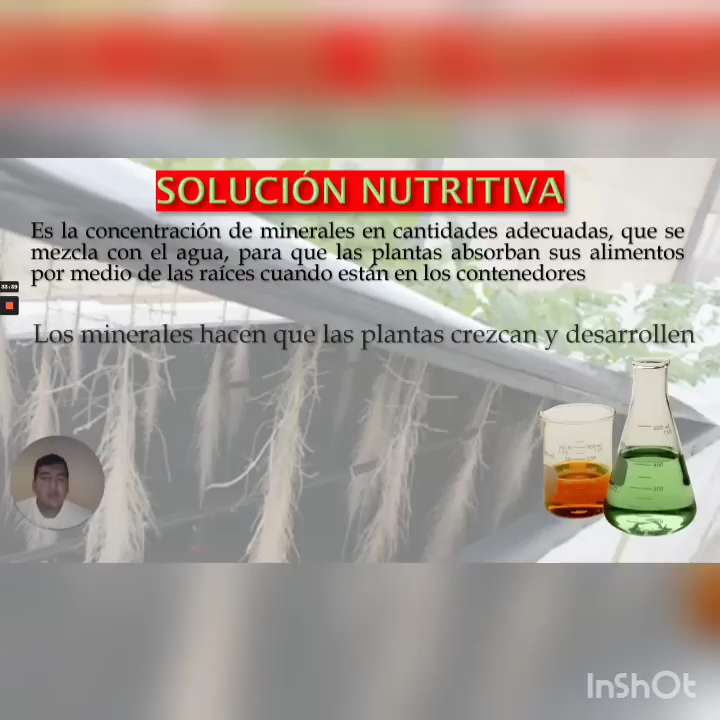 SOLUCIÓN NUTRITIVA
Es la concentración de minerales en cantidades adecuadas, que se
mezcla con el agua, para que las plantas absorban sus alimentos
por medio de las raíces cuando están en los contenedores
Los minerales hacen que las plantas crezcan y desarrollen
InShOt